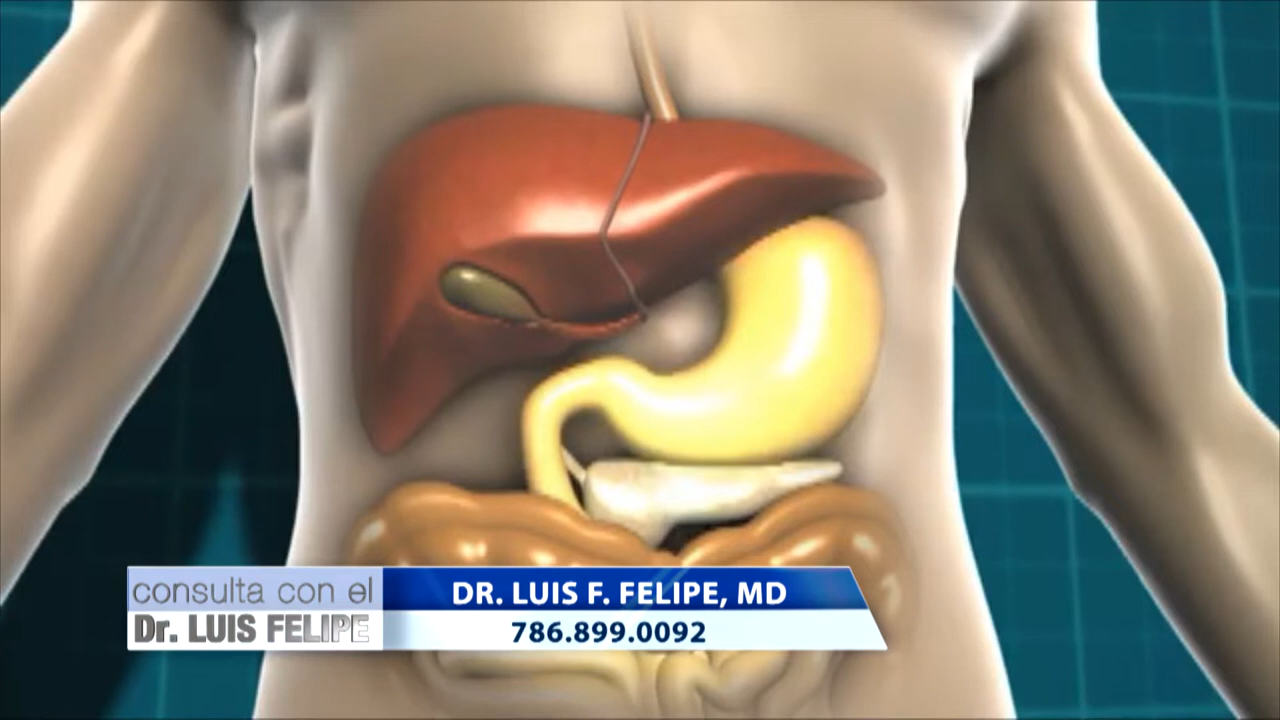 consulta con el
Dr. LUIS FELIPE
DR. LUIS F. FELIPE, MD
786.899.0092